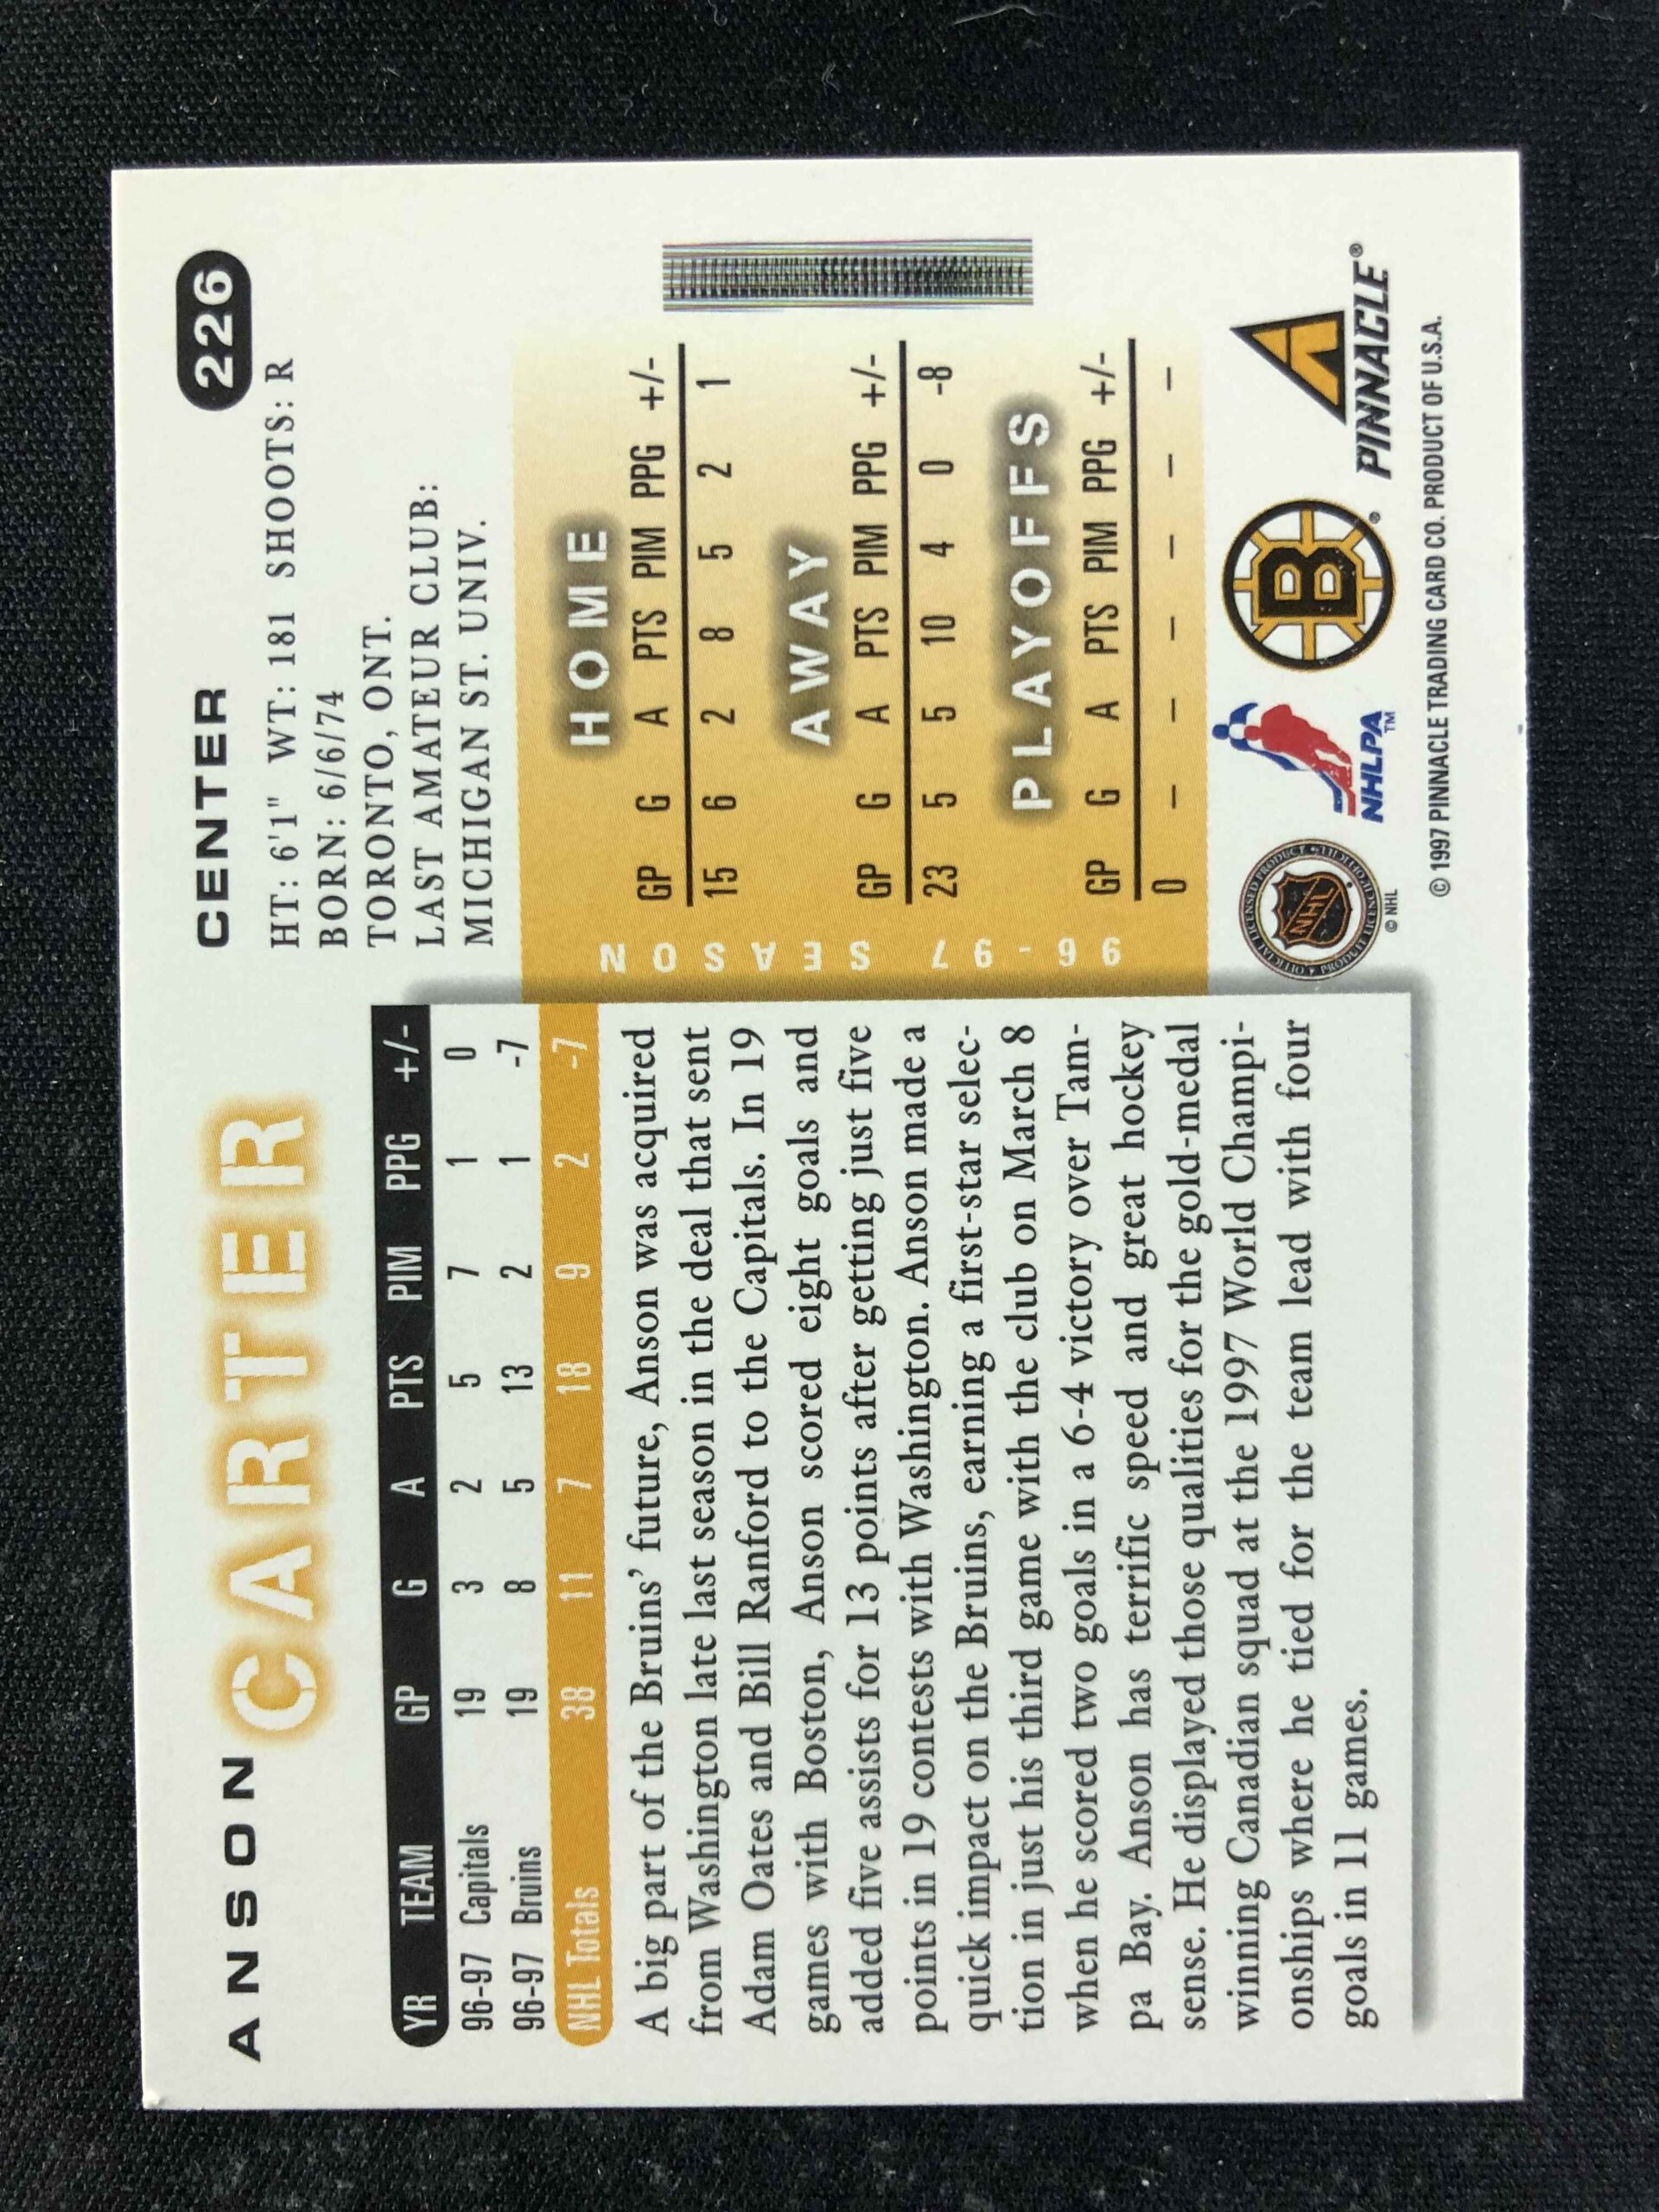 ANSON CARTER
CENTER
226
HT: 6'1" WT: 181 SHOOTS: R
BORN: 6/6/74
TORONTO, ONT.
LAST AMATEUR CLUB:
MICHIGAN ST. UNIV.
YR TEAM GP G A PTS PIM PPG +/-
96-97 Capitals 19 3 2 5 7 1 0
96-97 Bruins 19 8 5 13 2 1 -7
NHL Totals 38 11 7 18 9 2 -7
A big part of the Bruins' future, Anson was acquired
from Washington late last season in the deal that sent
Adam Oates and Bill Ranford to the Capitals. In 19
games with Boston, Anson scored eight goals and
added five assists for 13 points after getting just five
points in 19 contests with Washington. Anson made a
quick impact on the Bruins, earning a first-star selec-
tion in just his third game with the club on March 8
when he scored two goals in a 6-4 victory over Tam-
pa Bay. Anson has terrific speed and great hockey
sense. He displayed those qualities for the gold-medal
winning Canadian squad at the 1997 World Champi-
onships where he tied for the team lead with four
goals in 11 games.
96-97 SEASON
HOME
GP G A PTS PIM PPG +/-
15 6 2 8 5 2 1
AWAY
GP G A PTS PIM PPG +/-
23 5 5 10 4 0 -8
PLAYOFFS
GP G A PTS PIM PPG +/-
0 – – – – – –
OFFICIAL LICENSED PRODUCT
NHL
© NHL
NHLPA™
B®
PINNACLE®
© 1997 PINNACLE TRADING CARD CO. PRODUCT OF U.S.A.